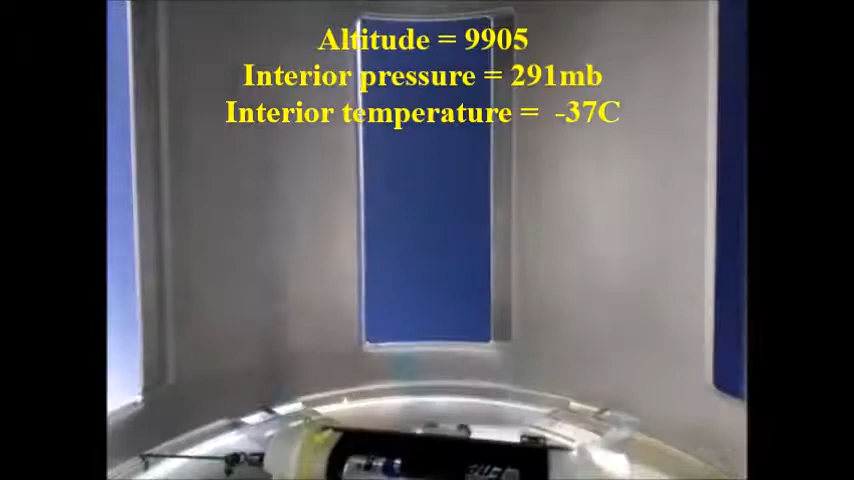 Altitude = 9905
Interior pressure = 291mb
Interior temperature = -37C